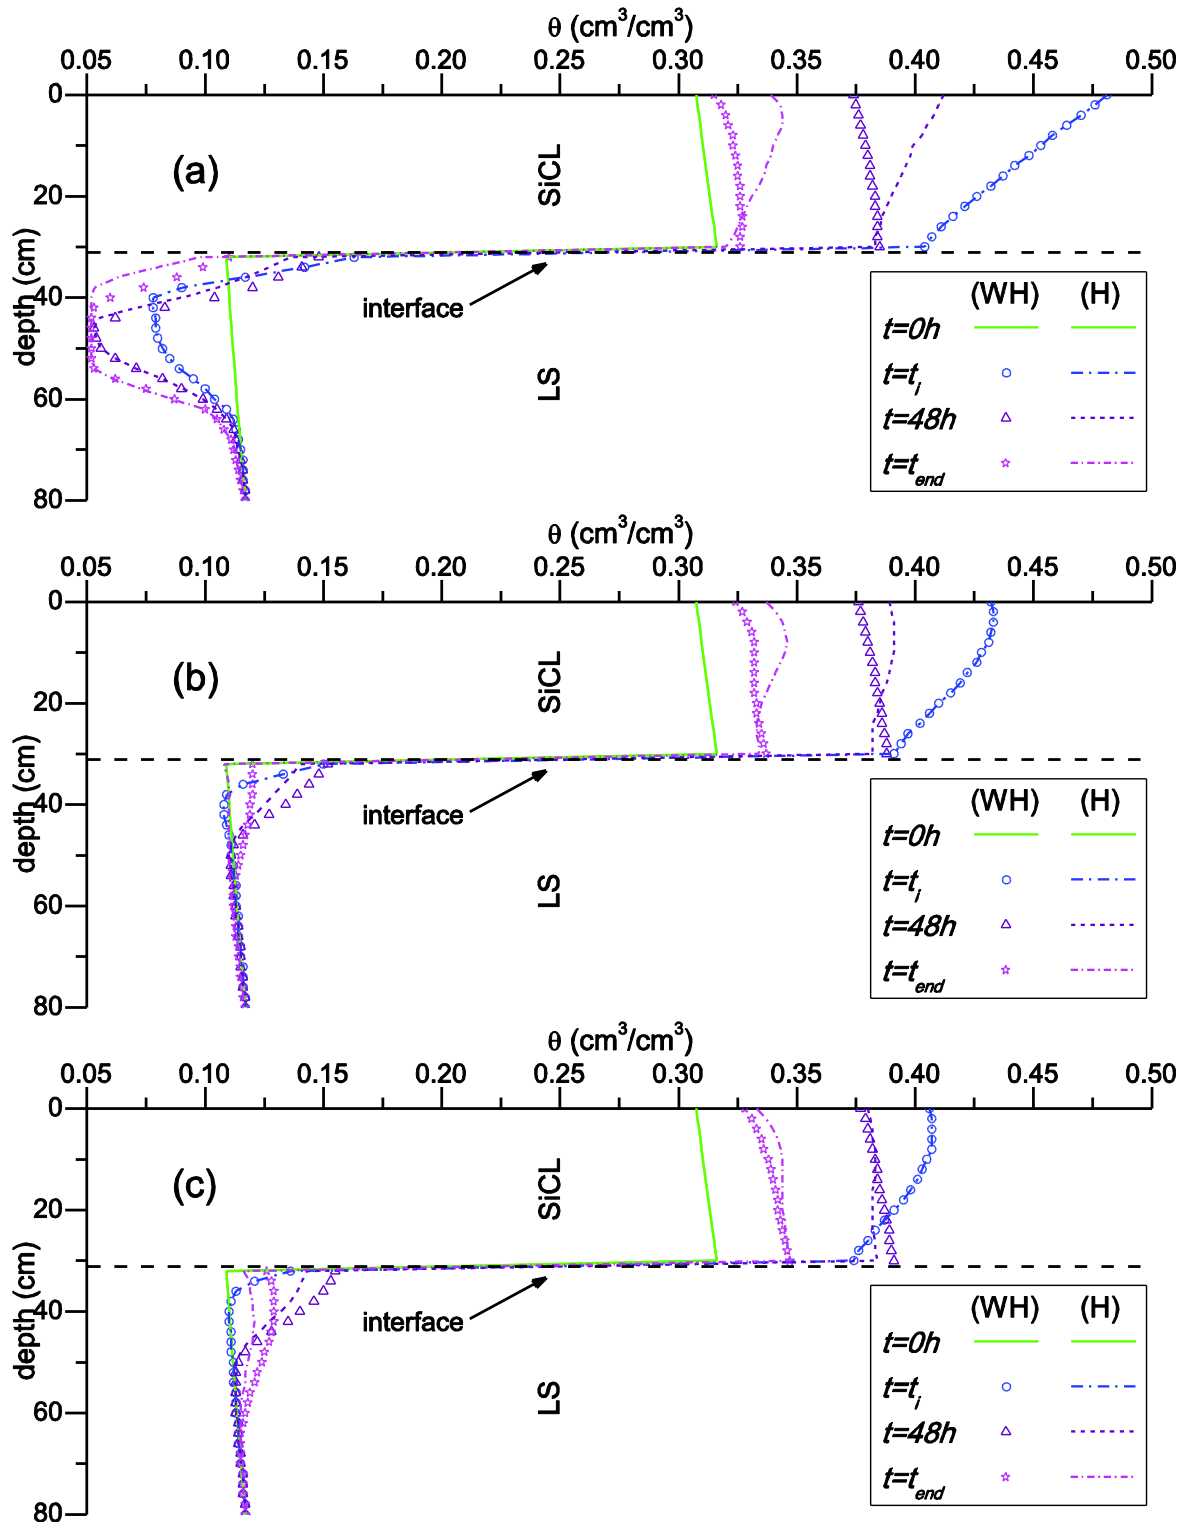 θ (cm³/cm³)
0.05 0.10 0.15 0.20 0.25 0.30 0.35 0.40 0.45 0.50
0
20
40
60
80
depth (cm)
(a)
SiCL
interface
LS
(WH) (H)
t=0h
t=tᵢ
t=48h
t=t_end
θ (cm³/cm³)
0.05 0.10 0.15 0.20 0.25 0.30 0.35 0.40 0.45 0.50
0
20
40
60
80
depth (cm)
(b)
SiCL
interface
LS
(WH) (H)
t=0h
t=tᵢ
t=48h
t=t_end
θ (cm³/cm³)
0.05 0.10 0.15 0.20 0.25 0.30 0.35 0.40 0.45 0.50
0
20
40
60
80
depth (cm)
(c)
SiCL
interface
LS
(WH) (H)
t=0h
t=tᵢ
t=48h
t=t_end